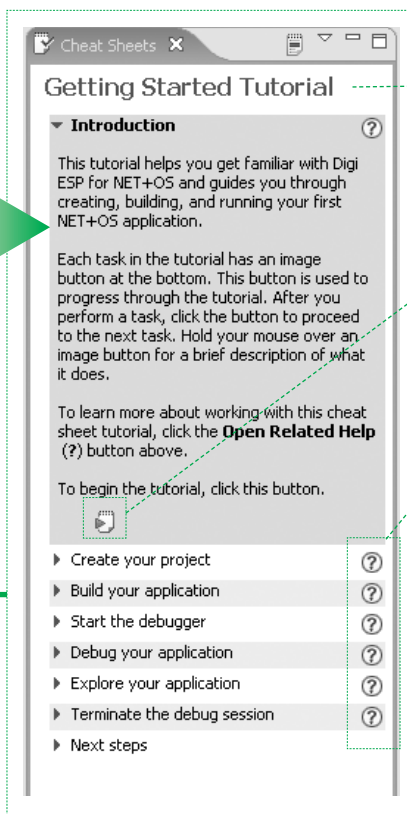 Cheat Sheets
Getting Started Tutorial
Introduction
This tutorial helps you get familiar with Digi
ESP for NET+OS and guides you through
creating, building, and running your first
NET+OS application.
Each task in the tutorial has an image
button at the bottom. This button is used to
progress through the tutorial. After you
perform a task, click the button to proceed
to the next task. Hold your mouse over an
image button for a brief description of what
it does.
To learn more about working with this cheat
sheet tutorial, click the Open Related Help
(?) button above.
To begin the tutorial, click this button.
Create your project
Build your application
Start the debugger
Debug your application
Explore your application
Terminate the debug session
Next steps